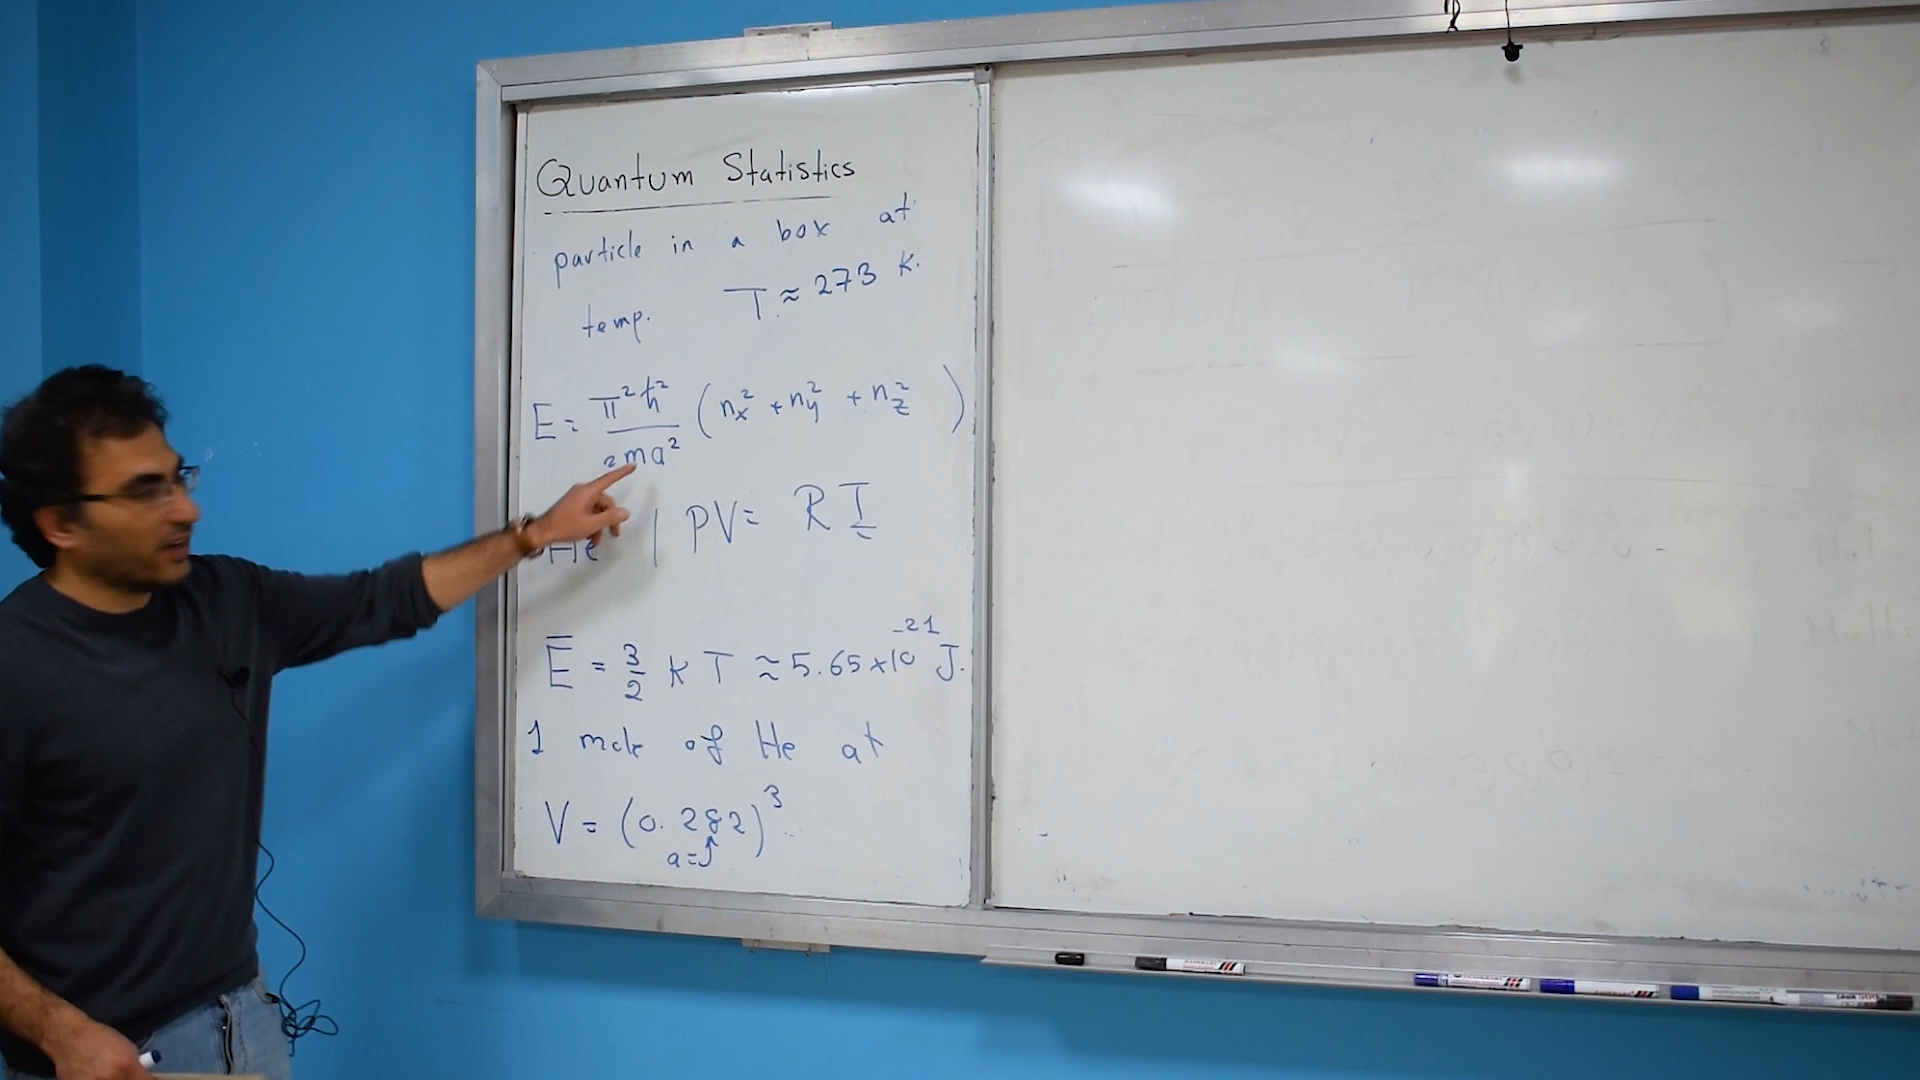 Quantum Statistics
particle in a box at
temp. T ≈ 273 K.
E = π²ħ² / 2ma² (nx² + ny² + nz²)
He | PV = RT
E̅ = 3/2 K T ≈ 5.65 × 10⁻²¹ J.
1 mole of He at
V = (0.282)³
a =